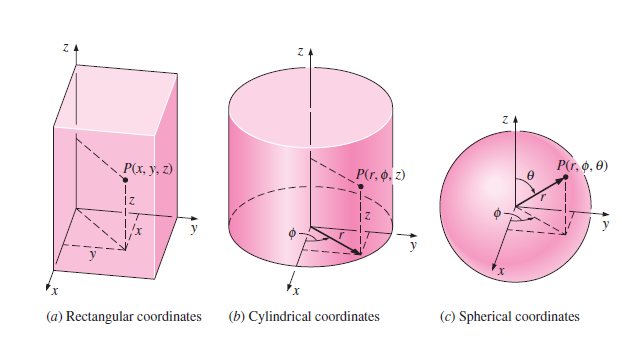 z
P(x, y, z)
z
x
y
y
x
(a) Rectangular coordinates
z
P(r, ϕ, z)
z
ϕ
r
y
x
(b) Cylindrical coordinates
z
θ
P(r, ϕ, θ)
r
ϕ
y
x
(c) Spherical coordinates